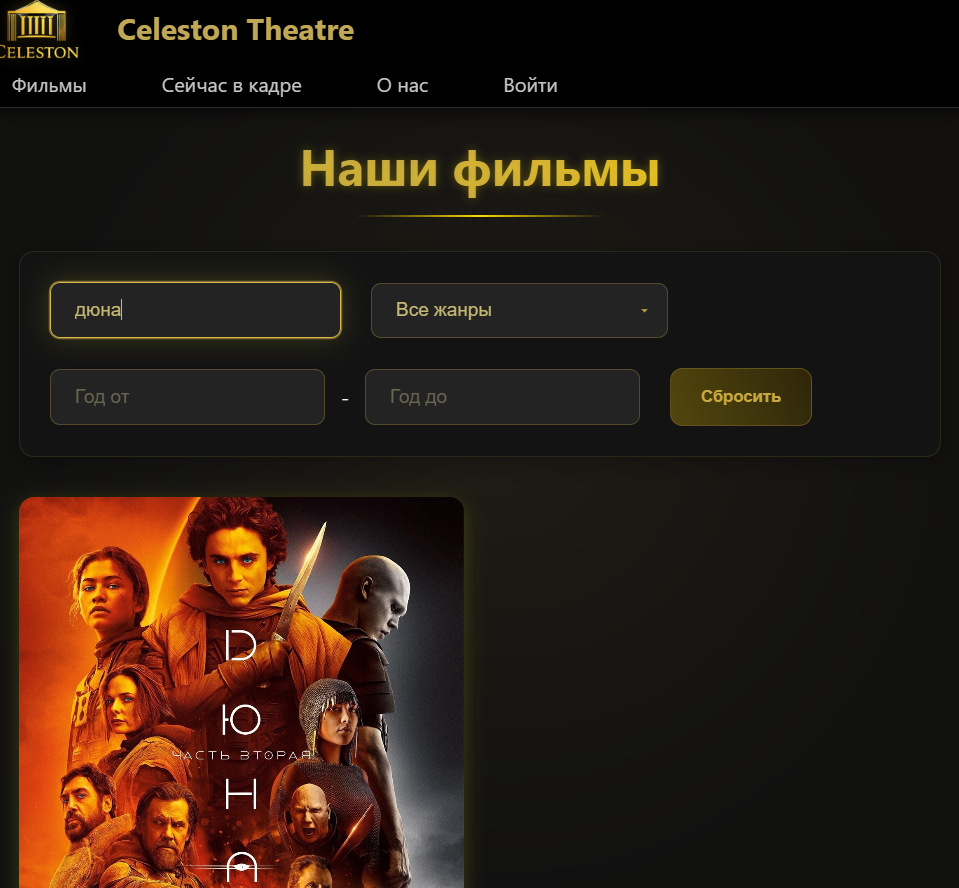 CELESTON
Celeston Theatre
Фильмы Сейчас в кадре О нас Войти
Наши фильмы
дюна
Все жанры
Год от - Год до Сбросить
Д
Ю
ЧАСТЬ ВТОРАЯ
Н
А